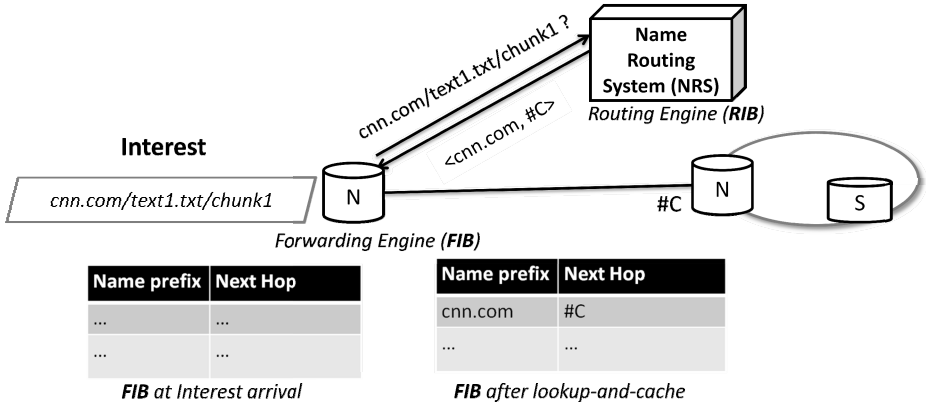 cnn.com/text1.txt/chunk1 ?
Name
Routing
System (NRS)
<cnn.com, #C>
Routing Engine (RIB)
Interest
cnn.com/text1.txt/chunk1
N
N
#C
S
Forwarding Engine (FIB)
Name prefix Next Hop
... ...
... ...
FIB at Interest arrival
Name prefix Next Hop
cnn.com #C
... ...
FIB after lookup-and-cache